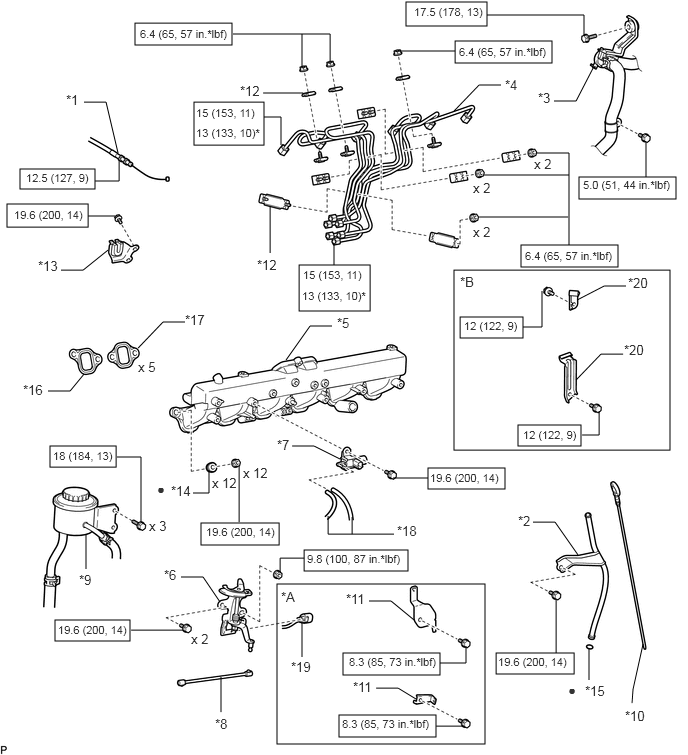 17.5 (178, 13)
6.4 (65, 57 in.*lbf)
6.4 (65, 57 in.*lbf)
*12
*4
*3
*1
15 (153, 11)
13 (133, 10)*
12.5 (127, 9)
x 2
x 2
5.0 (51, 44 in.*lbf)
19.6 (200, 14)
x 2
*13
*12
6.4 (65, 57 in.*lbf)
15 (153, 11)
13 (133, 10)*
*B
*20
*17
*5
12 (122, 9)
*20
x 5
*16
12 (122, 9)
18 (184, 13)
*7
x 12
*14
x 12
19.6 (200, 14)
x 3
19.6 (200, 14)
*18
*2
9.8 (100, 87 in.*lbf)
*9
*6
*A
*11
19.6 (200, 14)
x 2
*19
8.3 (85, 73 in.*lbf)
19.6 (200, 14)
*11
*15
*8
8.3 (85, 73 in.*lbf)
*10
P